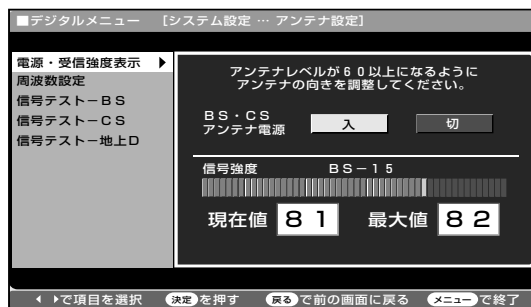 ■デジタルメニュー ［システム設定 … アンテナ設定］
電源・受信強度表示
周波数設定
信号テスト－BS
信号テスト－CS
信号テスト－地上D
アンテナレベルが60以上になるように
アンテナの向きを調整してください。
BS・CS
アンテナ電源 入 切
信号強度 BS－15
現在値 81 最大値 82
で項目を選択 決定を押す 戻るで前の画面に戻る メニューで終了